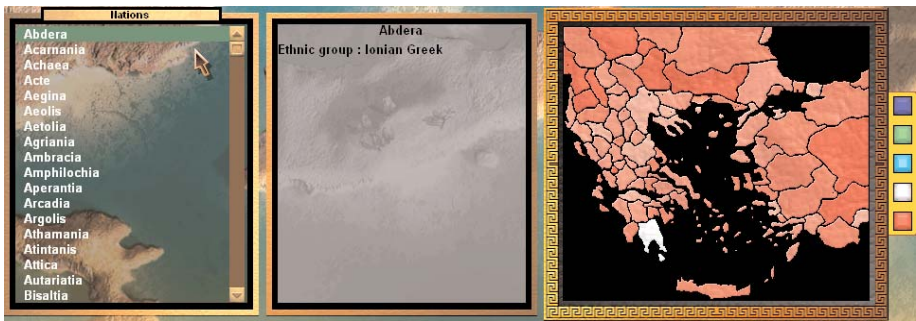 Nations
Abdera
Acarnania
Achaea
Acte
Aegina
Aeolis
Aetolia
Agriania
Ambracia
Amphilochia
Aperantia
Arcadia
Argolis
Athamania
Atintanis
Attica
Autariatia
Bisaltia
Abdera
Ethnic group : Ionian Greek